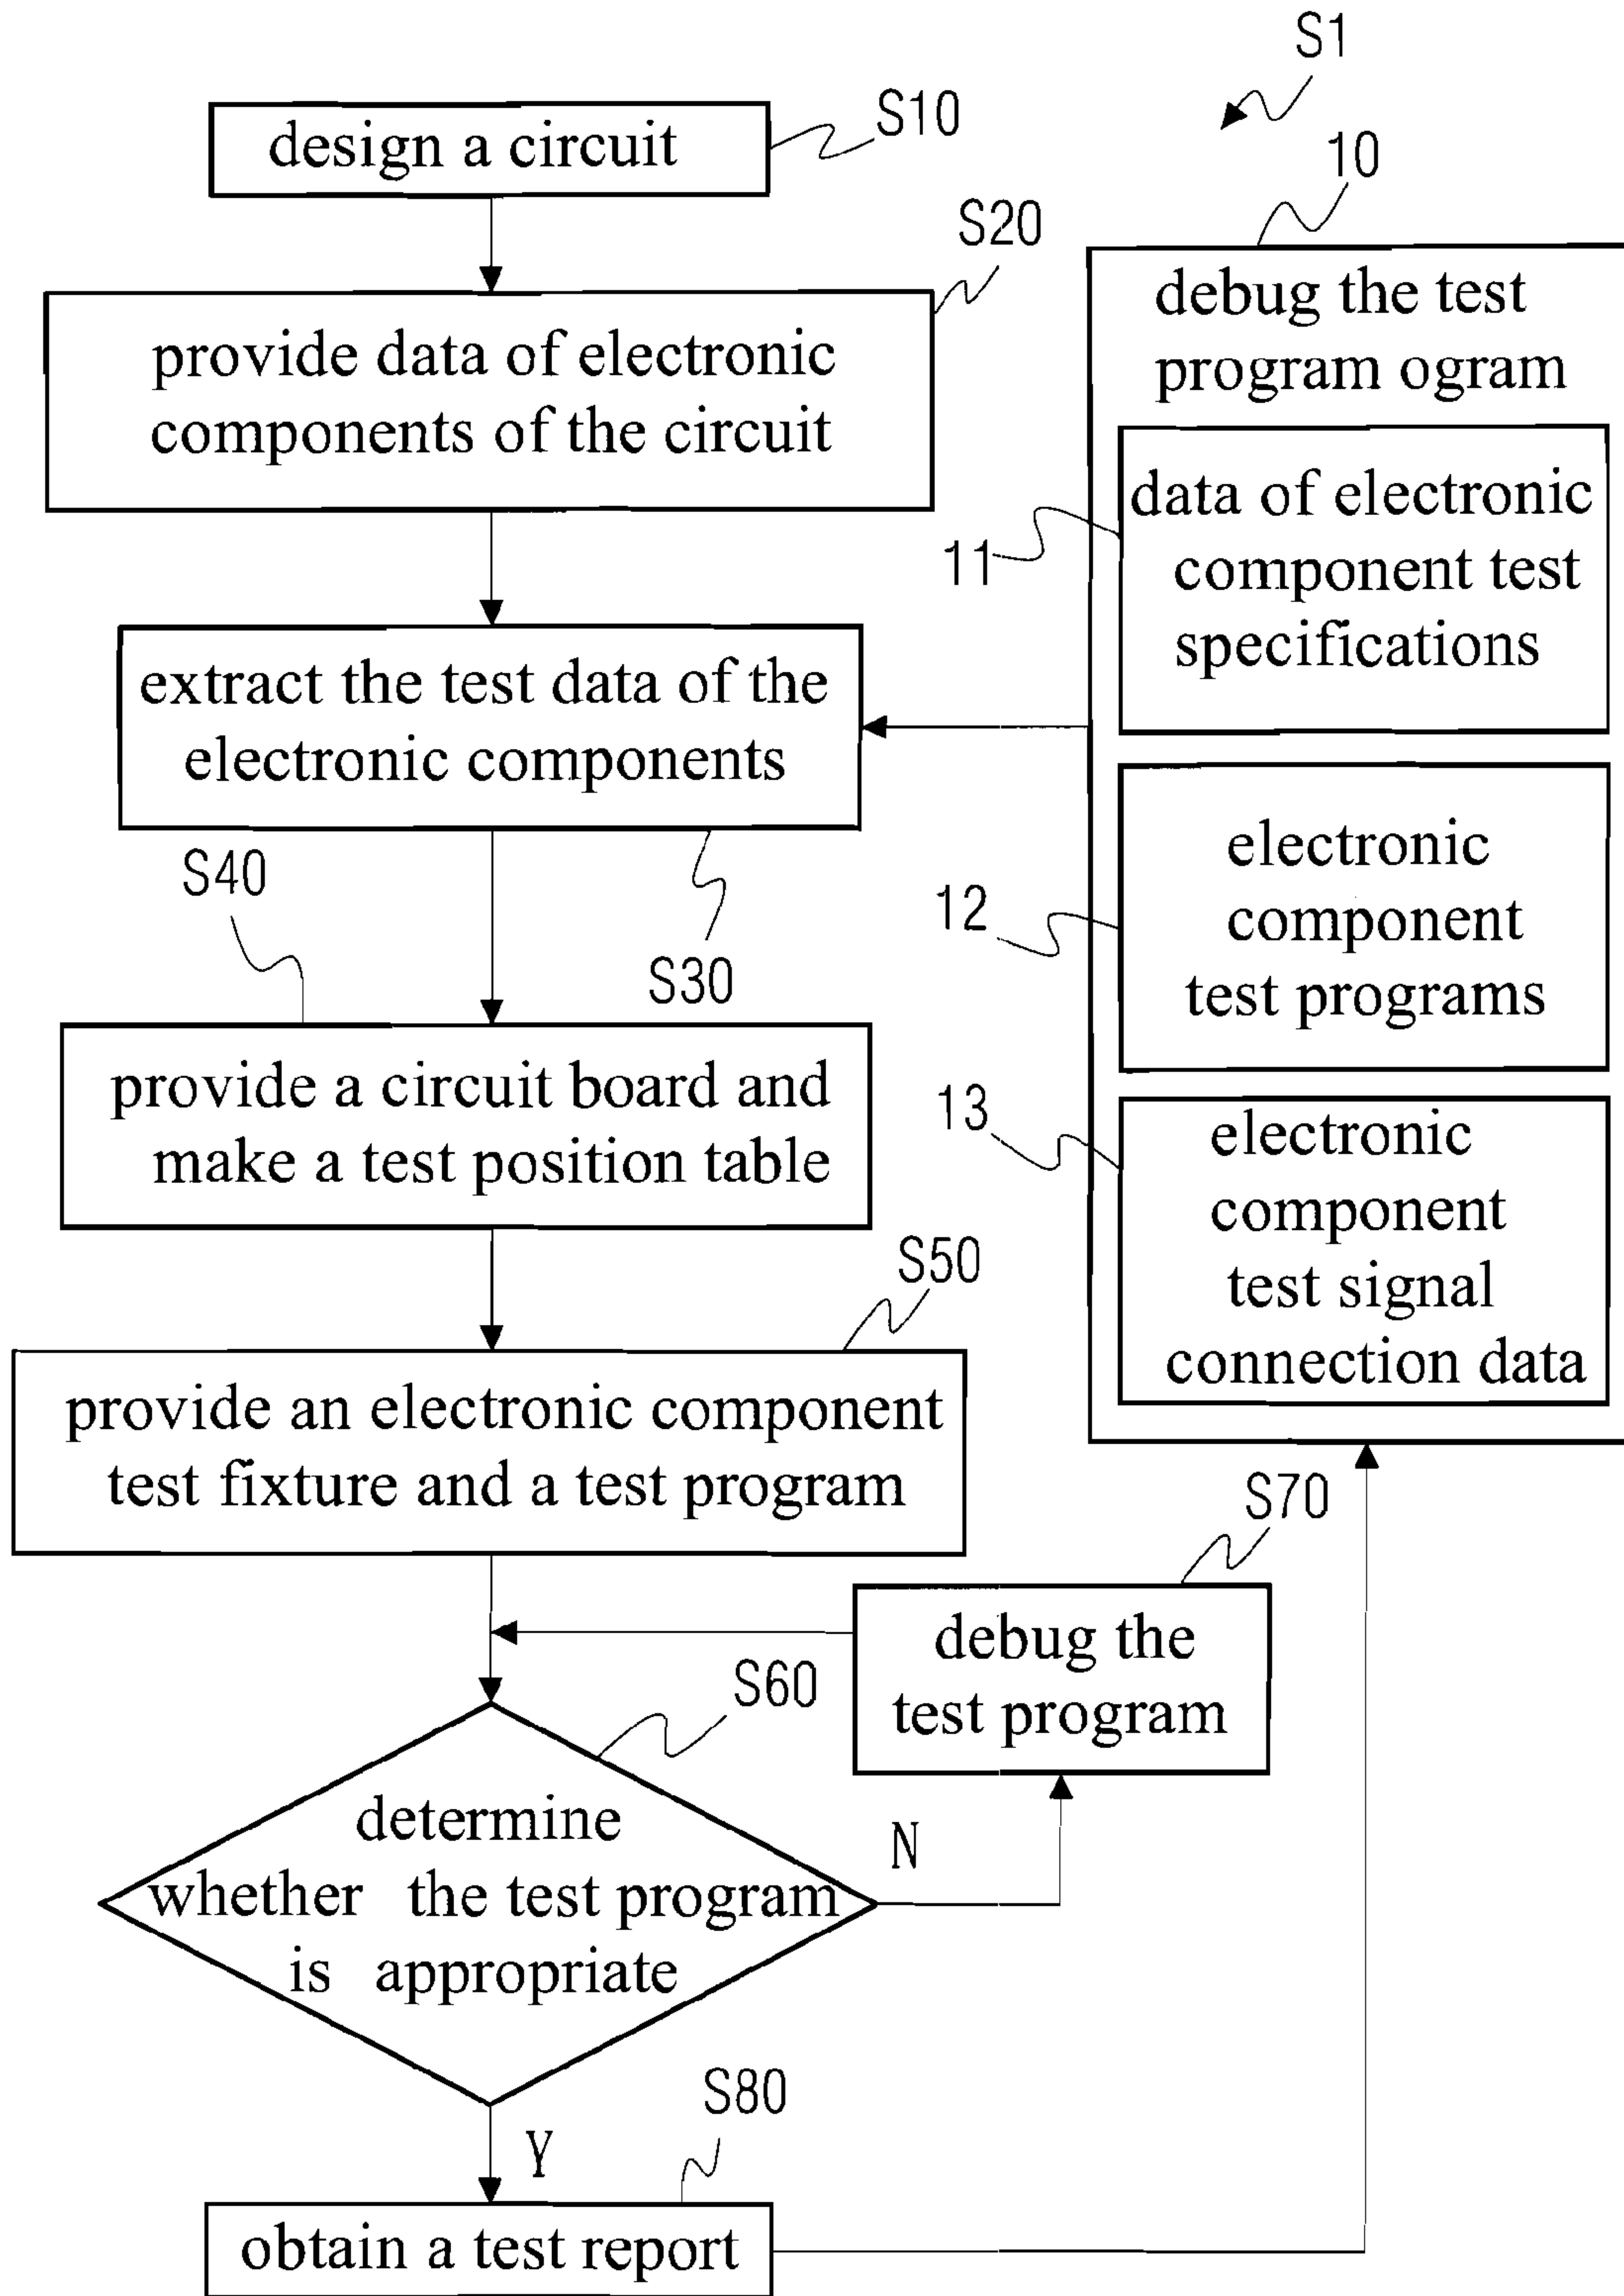 S1
design a circuit
S10
S20
provide data of electronic
components of the circuit
extract the test data of the
electronic components
S30
S40
provide a circuit board and
make a test position table
S50
provide an electronic component
test fixture and a test program
S70
debug the
test program
S60
determine
whether the test program
is appropriate
N
Y
S80
obtain a test report
10
debug the test
program ogram
11
data of electronic
component test
specifications
12
electronic
component
test programs
13
electronic
component
test signal
connection data